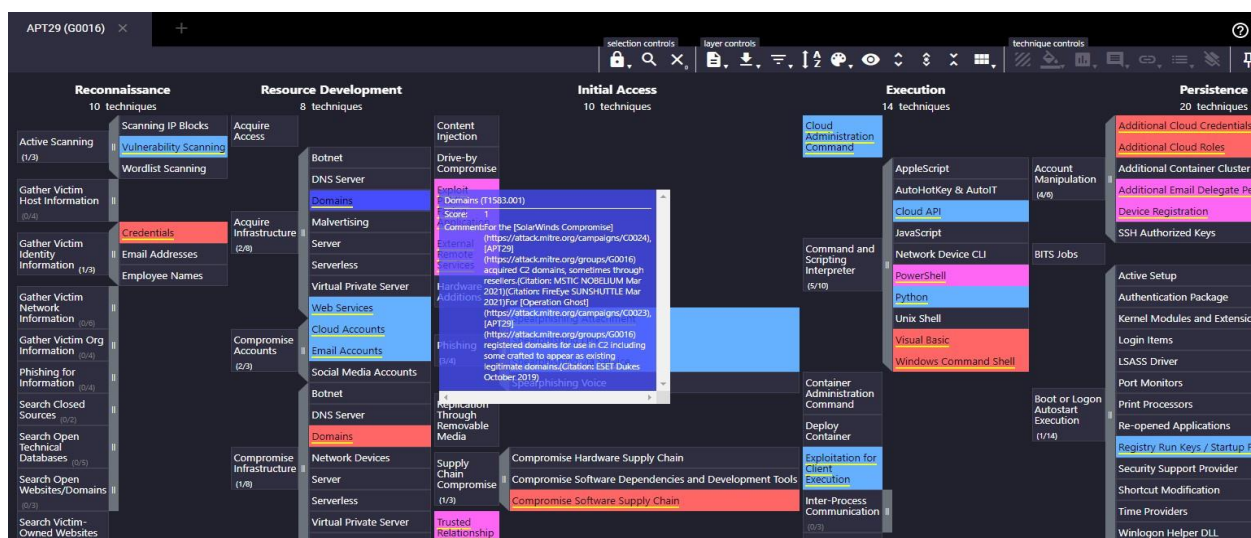 APT29 (G0016) × +
selection controls
layer controls
technique controls
Reconnaissance
10 techniques
Resource Development
8 techniques
Initial Access
10 techniques
Execution
14 techniques
Persistence
20 techniques
Active Scanning
(1/3)
Scanning IP Blocks
Vulnerability Scanning
Wordlist Scanning
Gather Victim
Host Information
(0/4)
Gather Victim
Identity
Information (1/3)
Credentials
Email Addresses
Employee Names
Gather Victim
Network
Information (0/6)
Gather Victim Org
Information (0/4)
Phishing for
Information (0/4)
Search Closed
Sources (0/2)
Search Open
Technical
Databases (0/5)
Search Open
Websites/Domains
(0/3)
Search Victim-
Owned Websites
Acquire
Access
Acquire
Infrastructure
(2/8)
Botnet
DNS Server
Domains
Malvertising
Server
Serverless
Virtual Private Server
Web Services
Compromise
Accounts
(2/3)
Cloud Accounts
Email Accounts
Social Media Accounts
Compromise
Infrastructure
(1/8)
Botnet
DNS Server
Domains
Network Devices
Server
Serverless
Virtual Private Server
Content
Injection
Drive-by
Compromise
Exploit
External
Remote
Services
Hardware
Additions
Phishing
(3/4)
Spearphishing Voice
Replication
Through
Removable
Media
Supply
Chain
Compromise
(1/3)
Compromise Hardware Supply Chain
Compromise Software Dependencies and Development Tools
Compromise Software Supply Chain
Trusted
Relationship
Domains (T1583.001)
Score: 1
Comment:For the [SolarWinds Compromise]
(https://attack.mitre.org/campaigns/C0024),
[APT29]
(https://attack.mitre.org/groups/G0016)
acquired C2 domains, sometimes through
resellers.(Citation: MSTIC NOBELIUM Mar
2021)(Citation: FireEye SUNSHUTTLE Mar
2021)For [Operation Ghost]
(https://attack.mitre.org/campaigns/C0023),
[APT29]
(https://attack.mitre.org/groups/G0016)
registered domains for use in C2 including
some crafted to appear as existing
legitimate domains.(Citation: ESET Dukes
October 2019)
Cloud
Administration
Command
Command and
Scripting
Interpreter
(5/10)
AppleScript
AutoHotKey & AutoIT
Cloud API
JavaScript
Network Device CLI
PowerShell
Python
Unix Shell
Visual Basic
Windows Command Shell
Container
Administration
Command
Deploy
Container
Exploitation for
Client
Execution
Inter-Process
Communication
(0/3)
Account
Manipulation
(4/6)
Additional Cloud Credentials
Additional Cloud Roles
Additional Container Cluster
Additional Email Delegate Pe
Device Registration
SSH Authorized Keys
BITS Jobs
Boot or Logon
Autostart
Execution
(1/14)
Active Setup
Authentication Package
Kernel Modules and Extensio
Login Items
LSASS Driver
Port Monitors
Print Processors
Re-opened Applications
Registry Run Keys / Startup F
Security Support Provider
Shortcut Modification
Time Providers
Winlogon Helper DLL